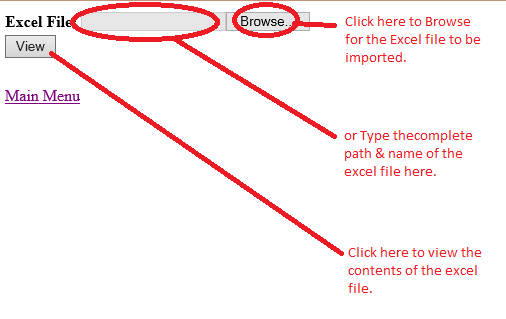 Excel File
Browse...
View
Main Menu
Click here to Browse
for the Excel file to be
imported.
or Type thecomplete
path & name of the
excel file here.
Click here to view the
contents of the excel
file.